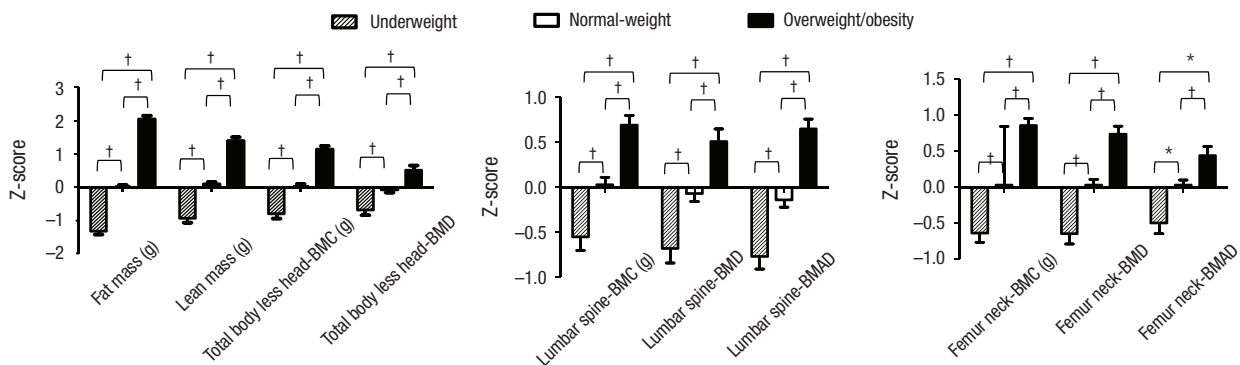 Underweight Normal-weight Overweight/obesity
† † † †
† † † †
† † † †
Z-score
3
2
1
0
–1
–2
Fat mass (g)
Lean mass (g)
Total body less head-BMC (g)
Total body less head-BMD
† † †
† † †
† † †
Z-score
1.0
0.5
0.0
–0.5
–1.0
Lumbar spine-BMC (g)
Lumbar spine-BMD
Lumbar spine-BMAD
† † *
† † †
† † *
Z-score
1.5
1.0
0.5
0.0
–0.5
–1.0
Femur neck-BMC (g)
Femur neck-BMD
Femur neck-BMAD